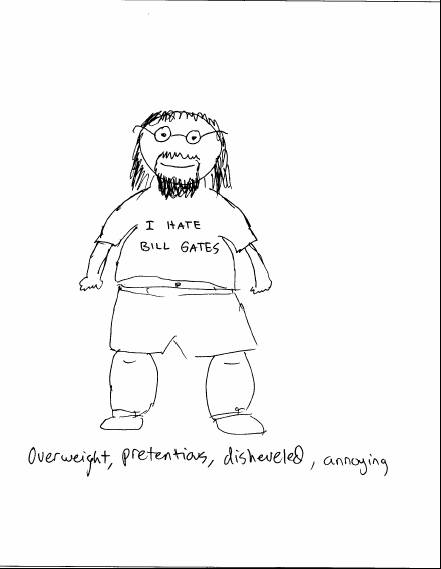 I HATE
BILL GATES
Overweight, pretentious, disheveled, annoying